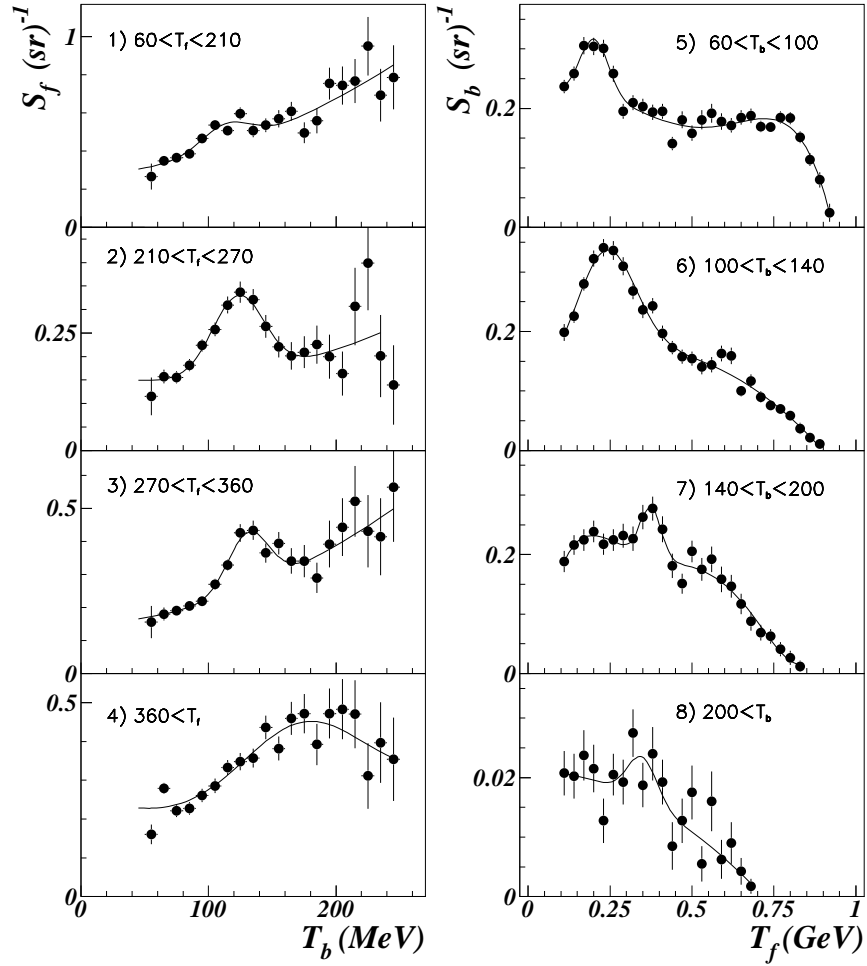 S_f (sr)^-1
1
1) 60<T_f<210
0
2) 210<T_f<270
0.25
0
3) 270<T_f<360
0.5
0
4) 360<T_f
0.5
0
0 100 200
T_b (MeV)
S_b (sr)^-1
5) 60<T_b<100
0.2
0
6) 100<T_b<140
0.2
0
7) 140<T_b<200
0.2
0
8) 200<T_b
0.02
0
0 0.25 0.5 0.75 1
T_f (GeV)